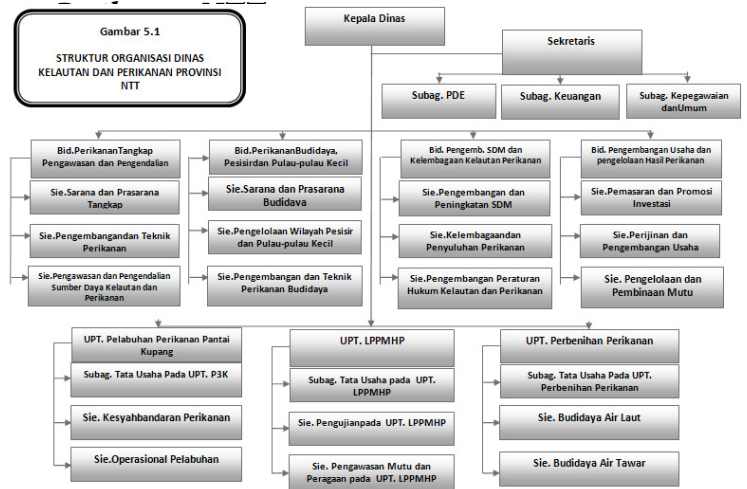 Gambar 5.1
STRUKTUR ORGANISASI DINAS
KELAUTAN DAN PERIKANAN PROVINSI
NTT
Kepala Dinas
Sekretaris
Subag. PDE
Subag. Keuangan
Subag. Kepegawaian
danUmum
Bid.PerikananTangkap
Pengawasan dan Pengendalian
Sie.Sarana dan Prasarana
Tangkap
Sie.Pengembangandan Teknik
Perikanan
Sie.Pengawasan dan Pengendalian
Sumber Daya Kelautan dan
Perikanan
Bid.PerikananBudidaya,
Pesisirdan Pulau-pulau Kecil
Sie.Sarana dan Prasarana
Budidaya
Sie.Pengelolaan Wilayah Pesisir
dan Pulau-pulau Kecil
Sie.Pengembangan dan Teknik
Perikanan Budidaya
Bid. Pengemb. SDM dan
Kelembagaan Kelautan Perikanan
Sie.Pengembangan dan
Peningkatan SDM
Sie.Kelembagaandan
Penyuluhan Perikanan
Sie.Pengembangan Peraturan
Hukum Kelautan dan Perikanan
Bid. Pengembangan Usaha dan
pengelolaan Hasil Perikanan
Sie.Pemasaran dan Promosi
Investasi
Sie.Perijinan dan
Pengembangan Usaha
Sie. Pengelolaan dan
Pembinaan Mutu
UPT. Pelabuhan Perikanan Pantai
Kupang
Subag. Tata Usaha Pada UPT. P3K
Sie. Kesyahbandaran Perikanan
Sie.Operasional Pelabuhan
UPT. LPPMHP
Subag. Tata Usaha pada UPT.
LPPMHP
Sie. Pengujianpada UPT. LPPMHP
Sie. Pengawasan Mutu dan
Peragaan pada UPT. LPPMHP
UPT. Perbenihan Perikanan
Subag. Tata Usaha Pada UPT.
Perbenihan Perikanan
Sie. Budidaya Air Laut
Sie. Budidaya Air Tawar